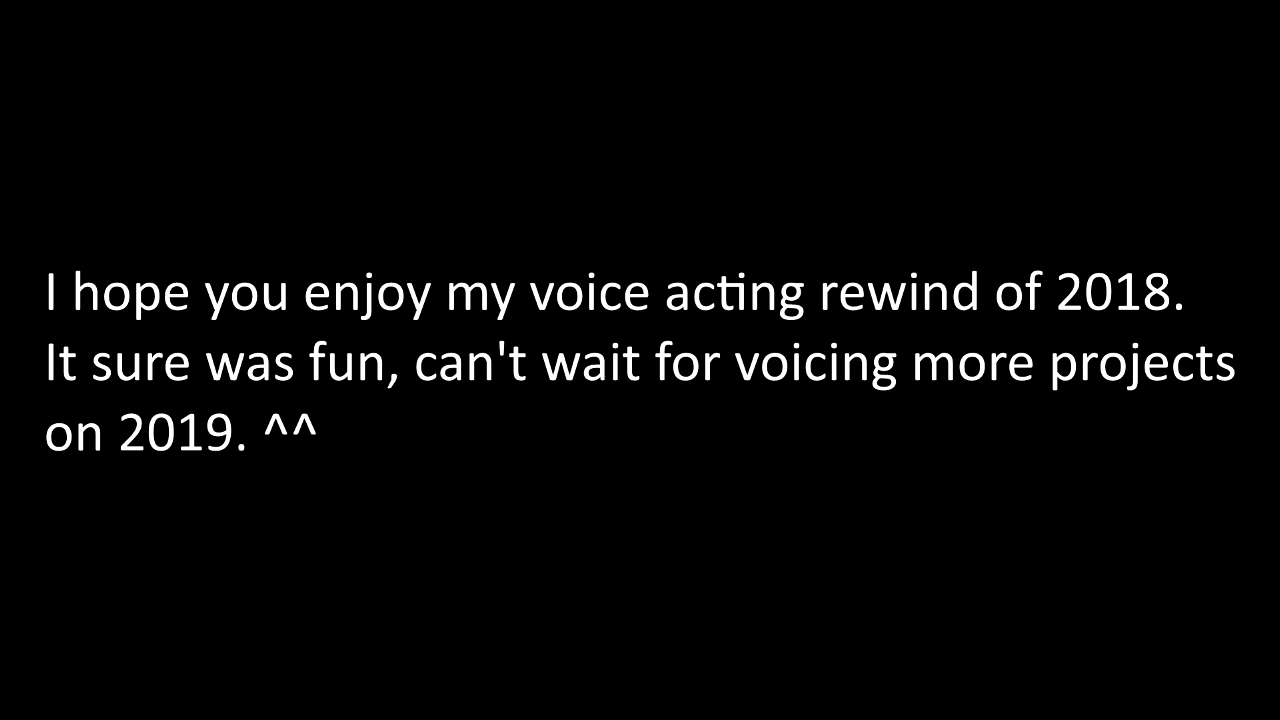 I hope you enjoy my voice acting rewind of 2018.
It sure was fun, can't wait for voicing more projects
on 2019. ^^